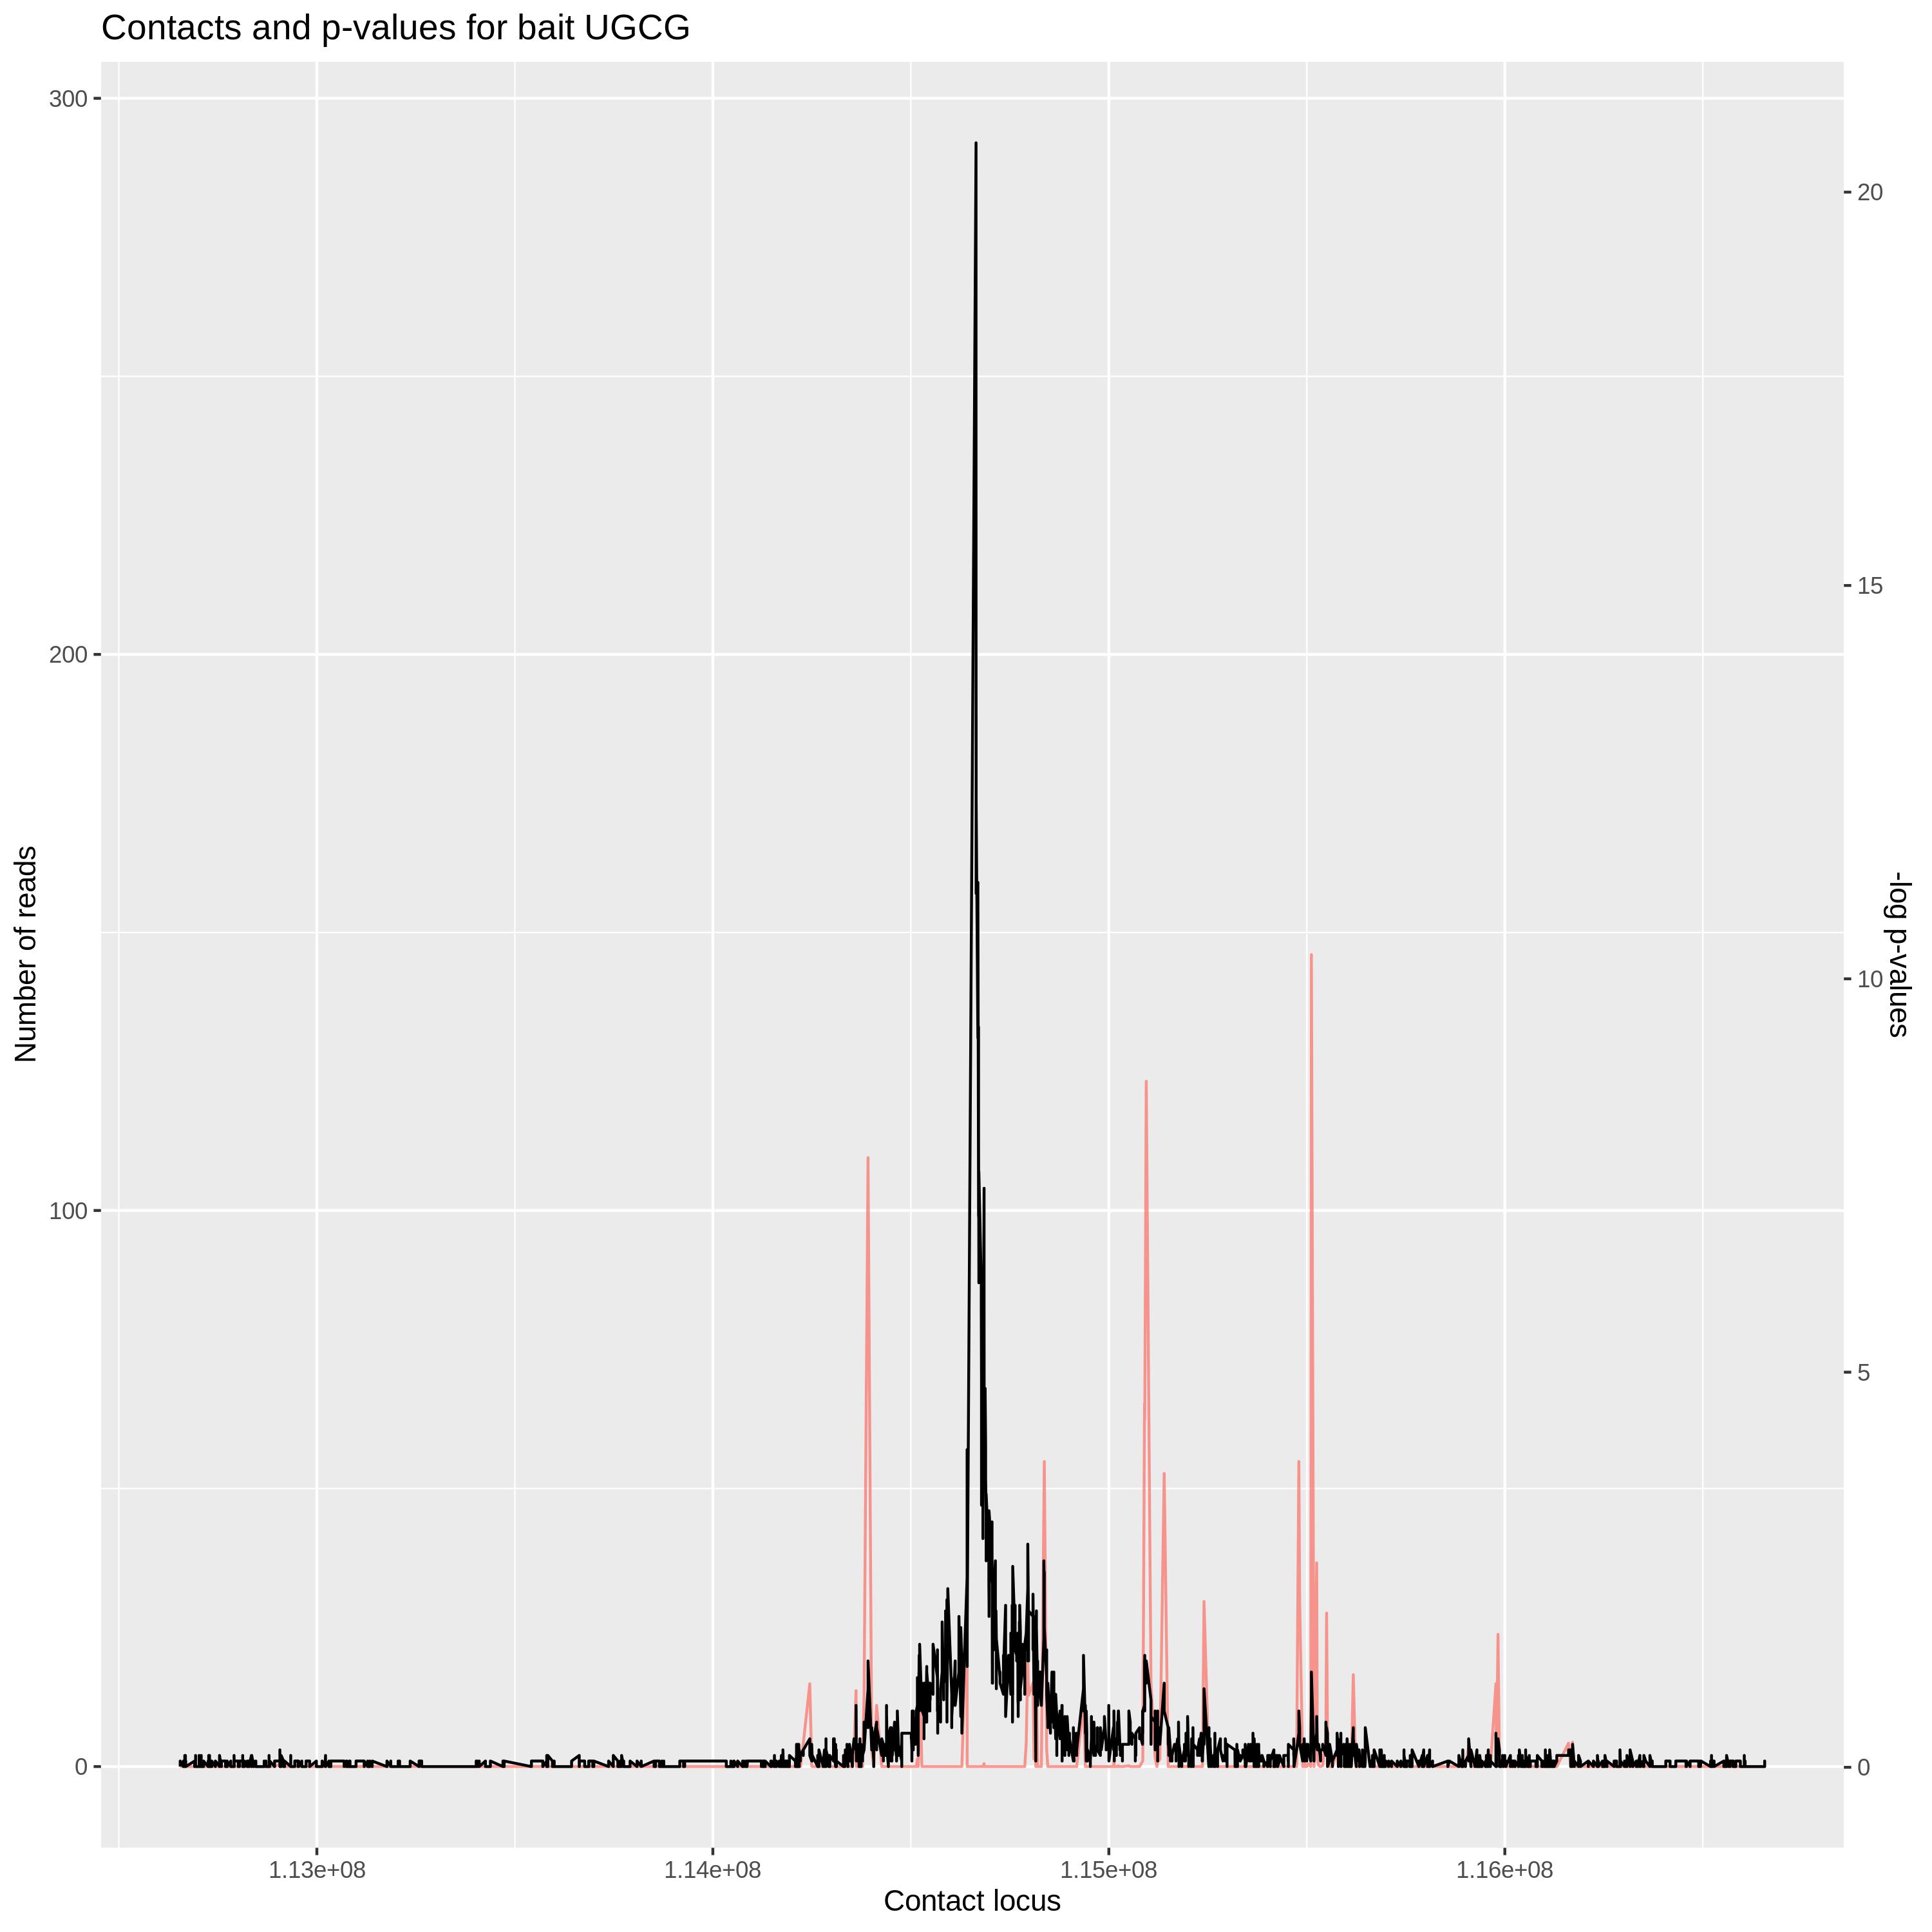 Contacts and p-values for bait UGCG
300
200
100
0
Number of reads
20
15
10
5
0
-log p-values
1.13e+08
1.14e+08
1.15e+08
1.16e+08
Contact locus